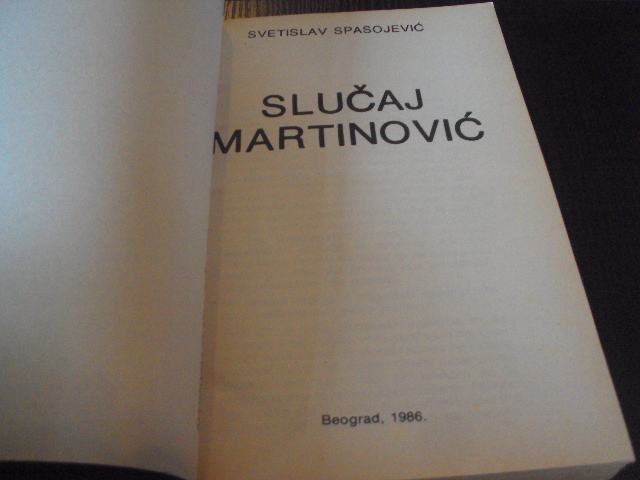 SVETISLAV SPASOJEVIĆ
SLUČAJ
MARTINOVIĆ
Beograd, 1986.